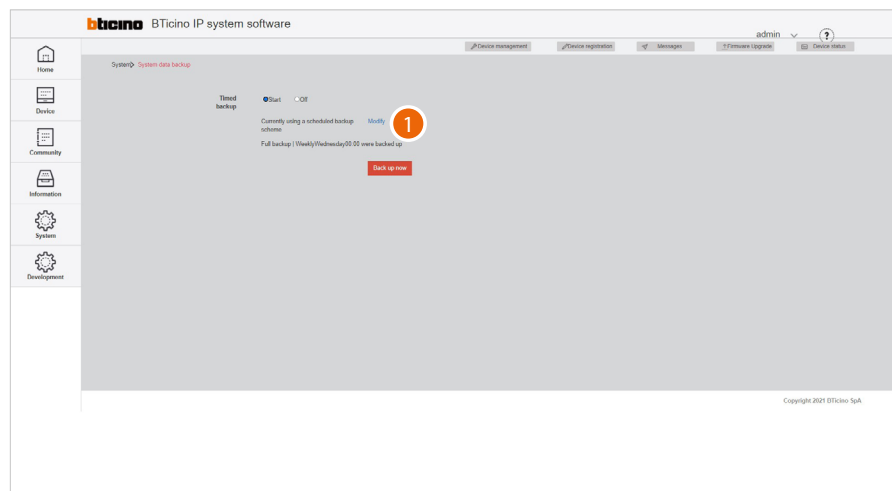 bticino BTicino IP system software
admin
?
Device management Device registration Messages Firmware Upgrade Device status
Home
Device
Community
Information
System
Development
System System data backup
Timed backup
Start Off
Currently using a scheduled backup scheme
Modify
1
Full backup | WeeklyWednesday00:00 were backed up
Back up now
Copyright 2021 BTicino SpA